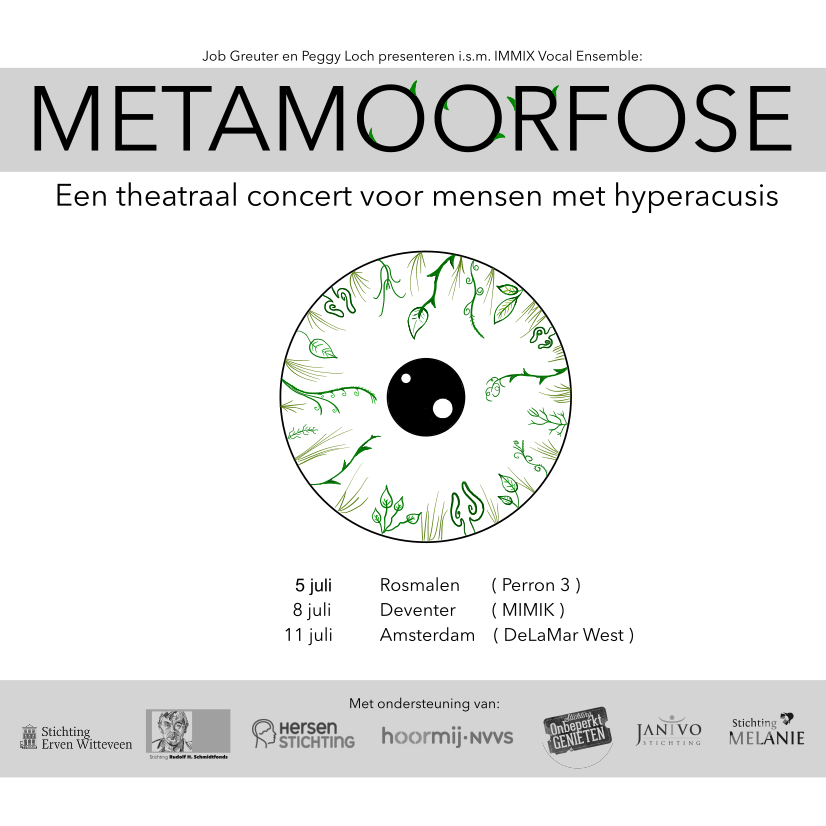 Job Greuter en Peggy Loch presenteren i.s.m. IMMIX Vocal Ensemble:
METAMOORFOSE
Een theatraal concert voor mensen met hyperacusis
5 juli Rosmalen ( Perron 3 )
8 juli Deventer ( MIMIK )
11 juli Amsterdam ( DeLaMar West )
Met ondersteuning van:
Stichting
Erven Witteveen
Stichting Rudolf H. Schmidtfonds
HERSEN
STICHTING
hoormij·NVVS
Stichting
Onbeperkt
GENIETEN
JANIVO
STICHTING
Stichting
MELANIE